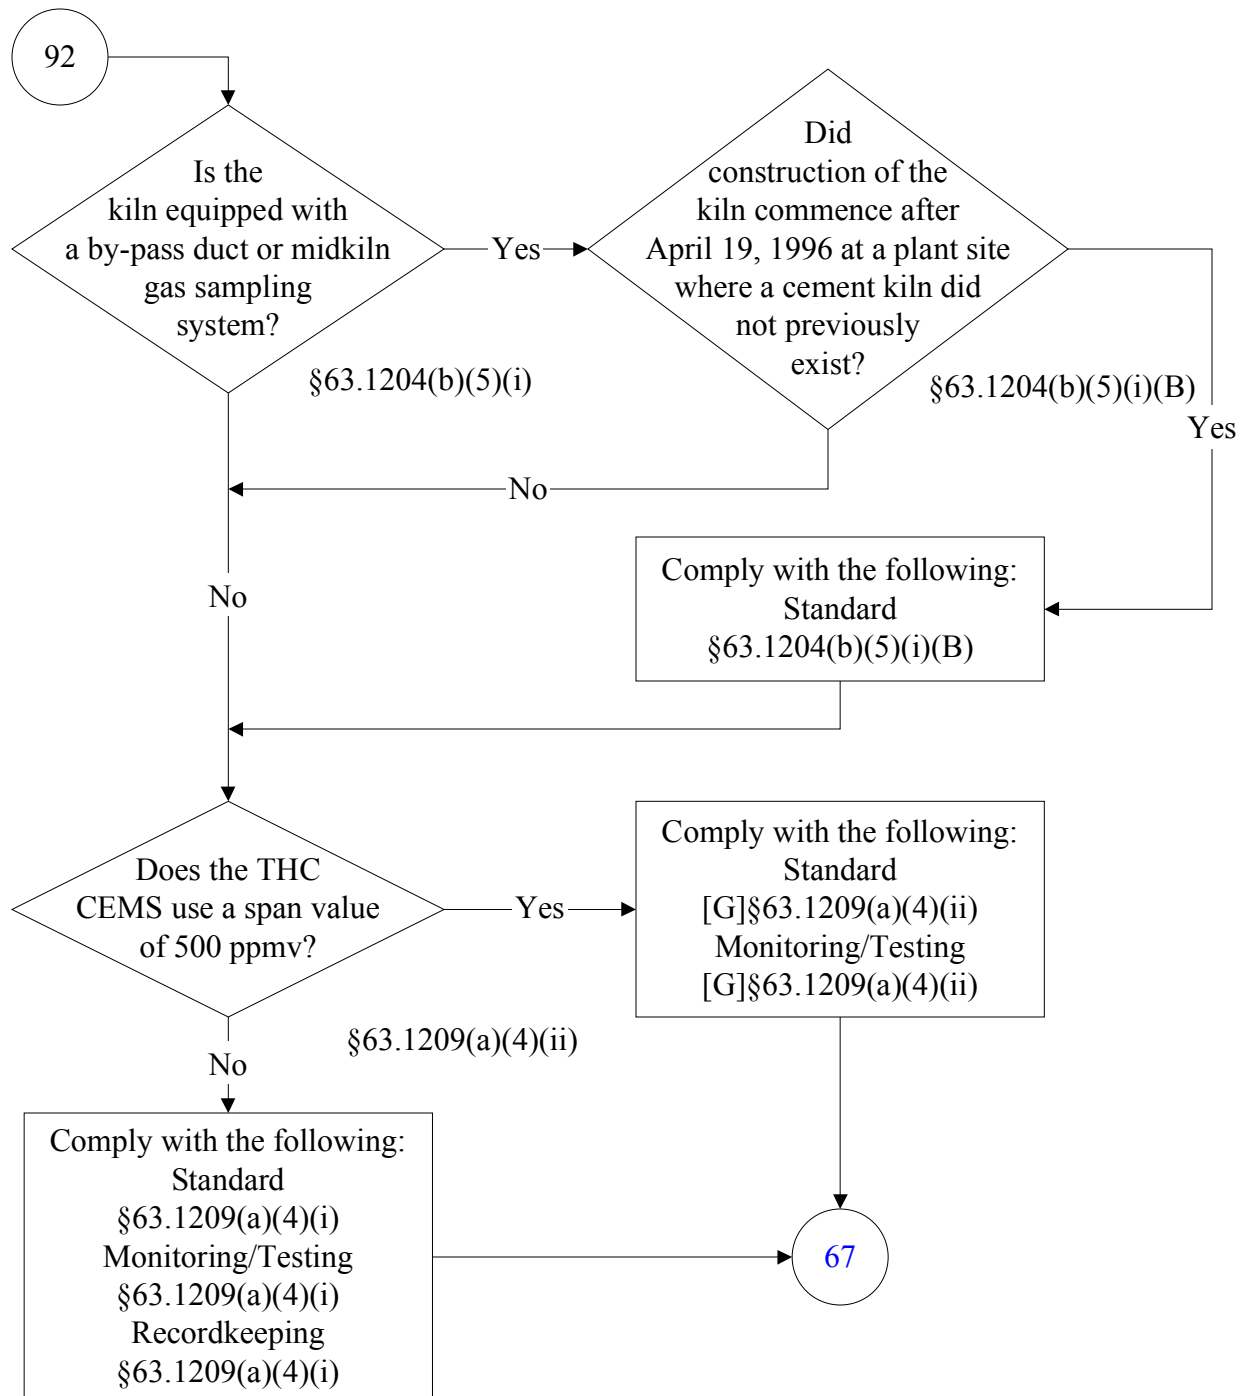 92
Is the
kiln equipped with
a by-pass duct or midkiln
gas sampling
system?
§63.1204(b)(5)(i)
Yes
Did
construction of the
kiln commence after
April 19, 1996 at a plant site
where a cement kiln did
not previously
exist?
§63.1204(b)(5)(i)(B)
Yes
No
No
Comply with the following:
Standard
§63.1204(b)(5)(i)(B)
Does the THC
CEMS use a span value
of 500 ppmv?
§63.1209(a)(4)(ii)
Yes
Comply with the following:
Standard
[G]§63.1209(a)(4)(ii)
Monitoring/Testing
[G]§63.1209(a)(4)(ii)
No
Comply with the following:
Standard
§63.1209(a)(4)(i)
Monitoring/Testing
§63.1209(a)(4)(i)
Recordkeeping
§63.1209(a)(4)(i)
67